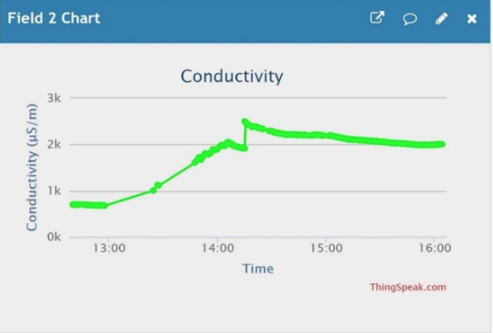 Field 2 Chart
Conductivity
Conductivity (µS/m)
3k
2k
1k
0k
13:00 14:00 15:00 16:00
Time
ThingSpeak.com